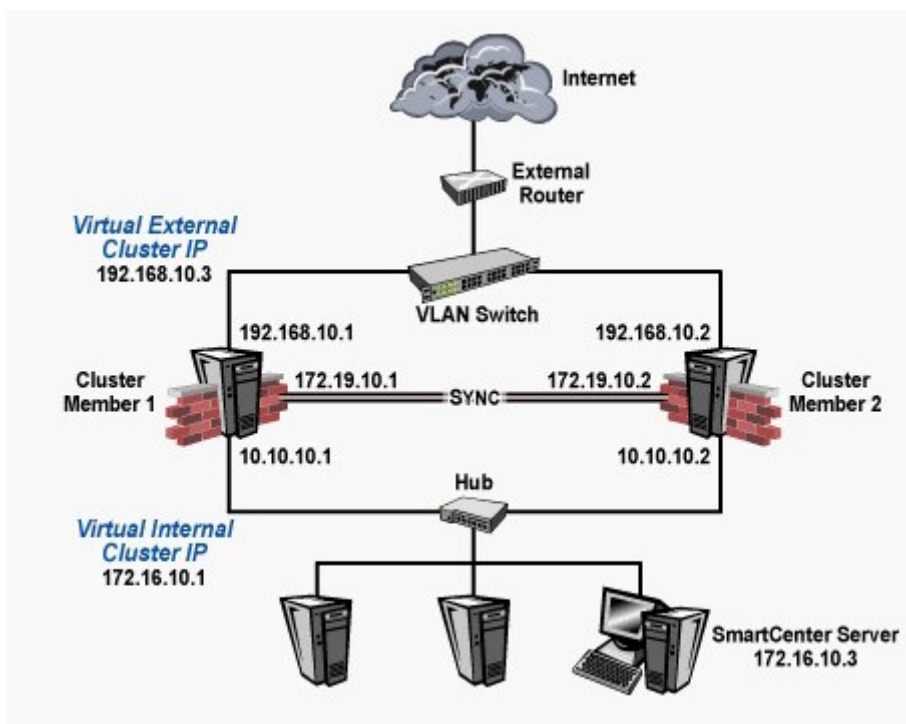 Internet
External
Router
Virtual External
Cluster IP
192.168.10.3
VLAN Switch
192.168.10.1
192.168.10.2
Cluster
Member 1
172.19.10.1
SYNC
172.19.10.2
Cluster
Member 2
10.10.10.1
10.10.10.2
Hub
Virtual Internal
Cluster IP
172.16.10.1
SmartCenter Server
172.16.10.3